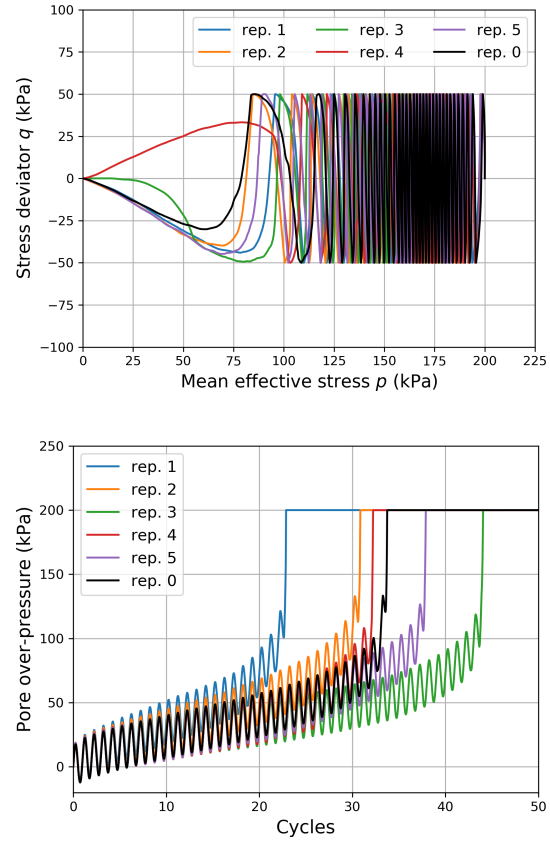 100
75
50
25
0
−25
−50
−75
−100
Stress deviator q (kPa)
rep. 1 rep. 3 rep. 5
rep. 2 rep. 4 rep. 0
0 25 50 75 100 125 150 175 200 225
Mean effective stress p (kPa)
250
200
150
100
50
0
Pore over-pressure (kPa)
rep. 1
rep. 2
rep. 3
rep. 4
rep. 5
rep. 0
0 10 20 30 40 50
Cycles